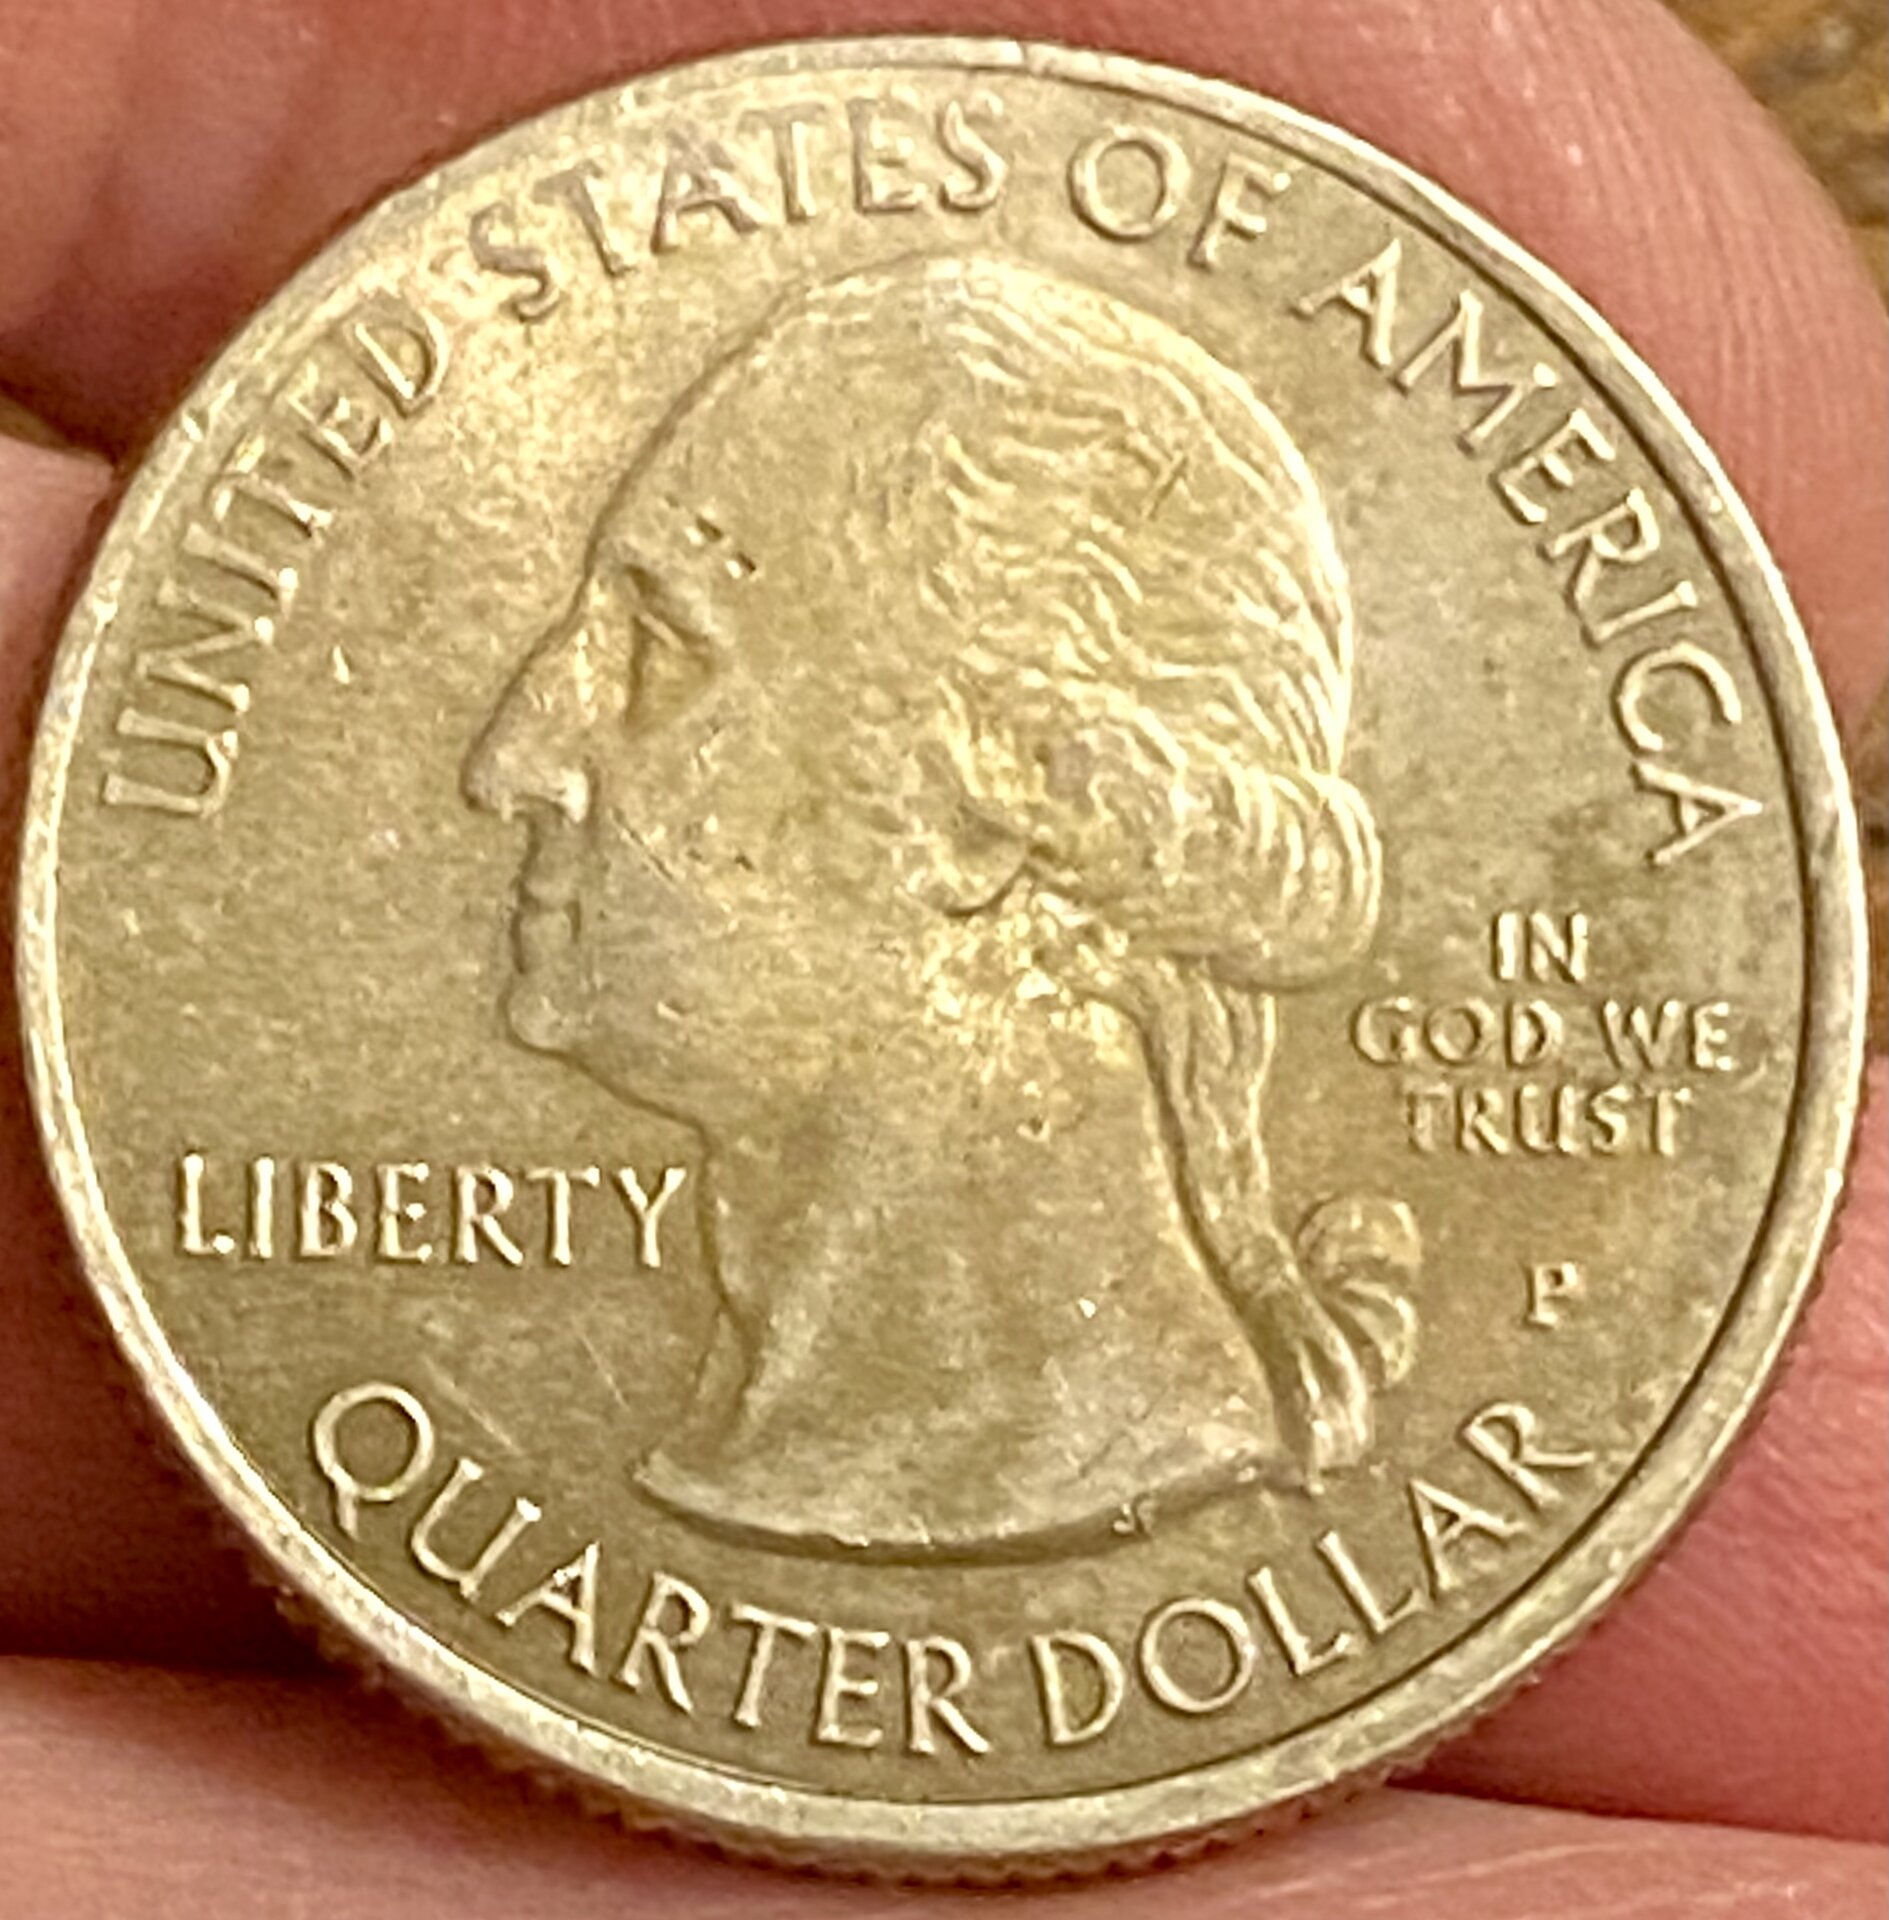 UNITED STATES OF AMERICA
IN
GOD WE
TRUST
LIBERTY
P
QUARTER DOLLAR